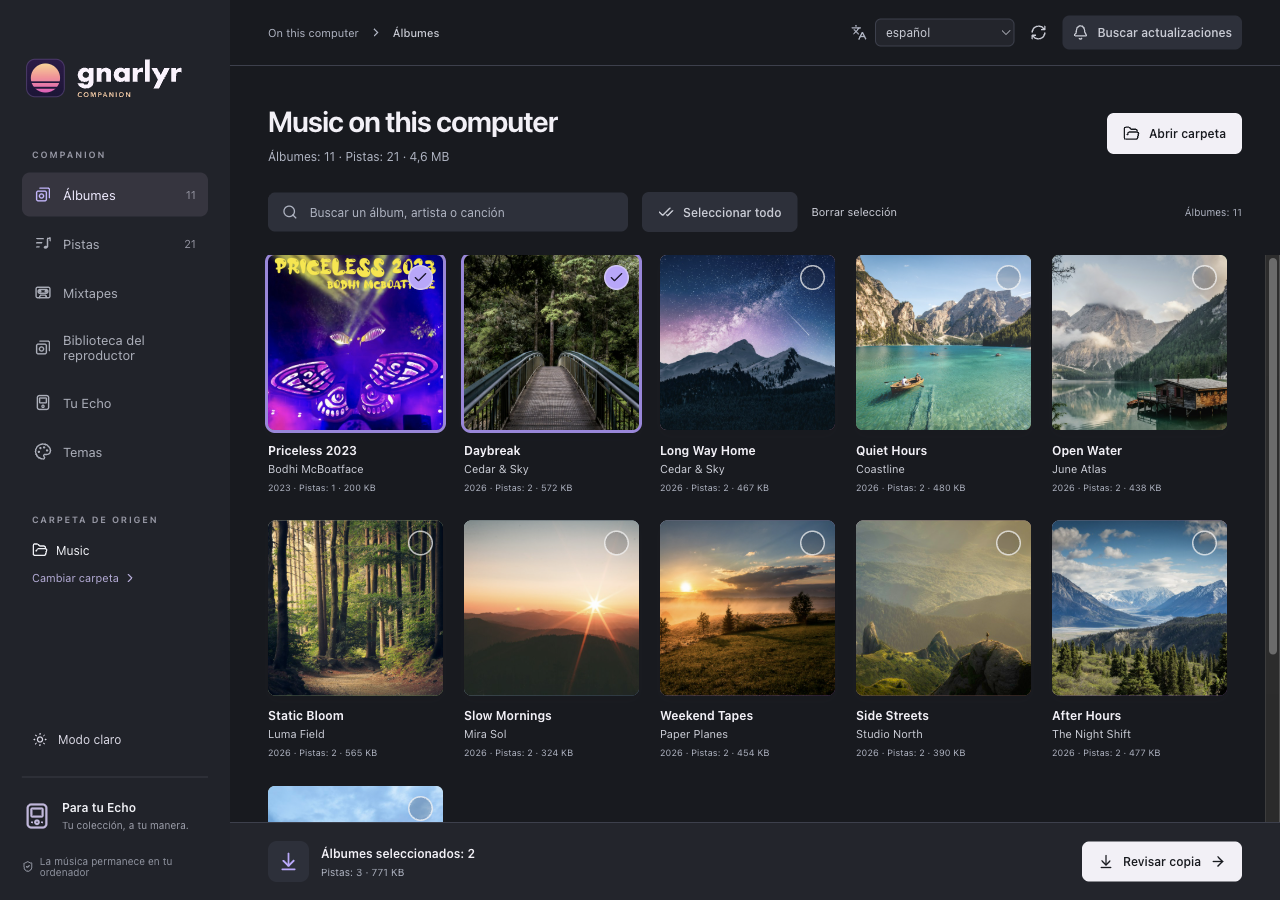 On this computer
Álbumes
español
Buscar actualizaciones
gnarlyr
COMPANION
COMPANION
Álbumes 11
Pistas 21
Mixtapes
Biblioteca del
reproductor
Tu Echo
Temas
CARPETA DE ORIGEN
Music
Cambiar carpeta
Modo claro
Para tu Echo
Tu colección, a tu manera.
La música permanece en tu
ordenador
Music on this computer
Álbumes: 11 · Pistas: 21 · 4,6 MB
Abrir carpeta
Buscar un álbum, artista o canción
Seleccionar todo
Borrar selección
Álbumes: 11
PRICELESS 2023
BODHI MCBOATFACE
Priceless 2023
Bodhi McBoatface
2023 · Pistas: 1 · 200 KB
Daybreak
Cedar & Sky
2026 · Pistas: 2 · 572 KB
Long Way Home
Cedar & Sky
2026 · Pistas: 2 · 467 KB
Quiet Hours
Coastline
2026 · Pistas: 2 · 480 KB
Open Water
June Atlas
2026 · Pistas: 2 · 438 KB
Static Bloom
Luma Field
2026 · Pistas: 2 · 565 KB
Slow Mornings
Mira Sol
2026 · Pistas: 2 · 324 KB
Weekend Tapes
Paper Planes
2026 · Pistas: 2 · 454 KB
Side Streets
Studio North
2026 · Pistas: 2 · 390 KB
After Hours
The Night Shift
2026 · Pistas: 2 · 477 KB
Álbumes seleccionados: 2
Pistas: 3 · 771 KB
Revisar copia